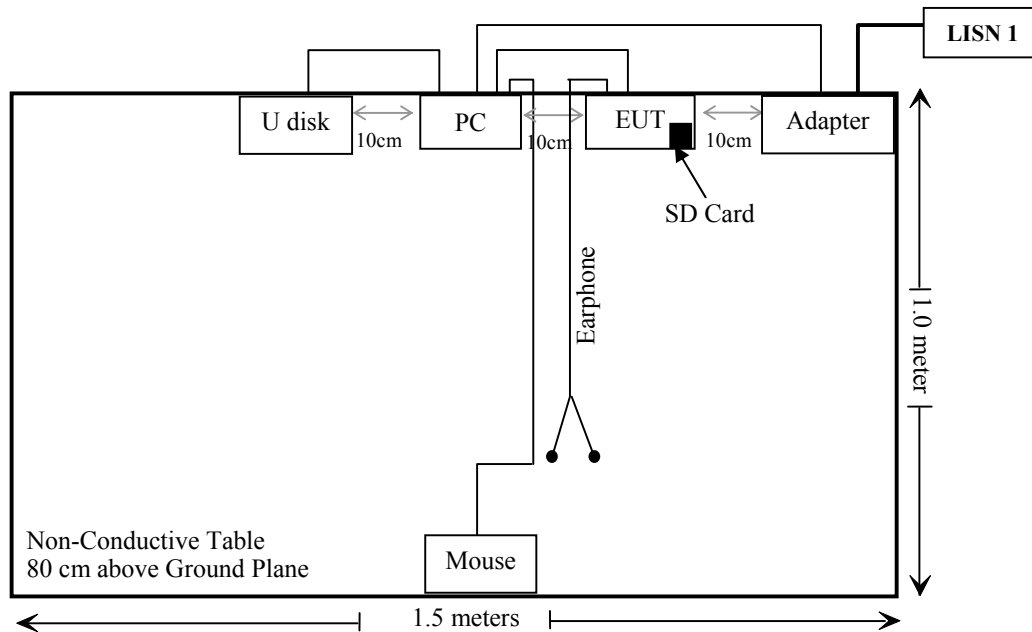 LISN 1
U disk
PC
EUT
Adapter
10cm
10cm
10cm
SD Card
Earphone
1.0 meter
Non-Conductive Table
80 cm above Ground Plane
Mouse
1.5 meters